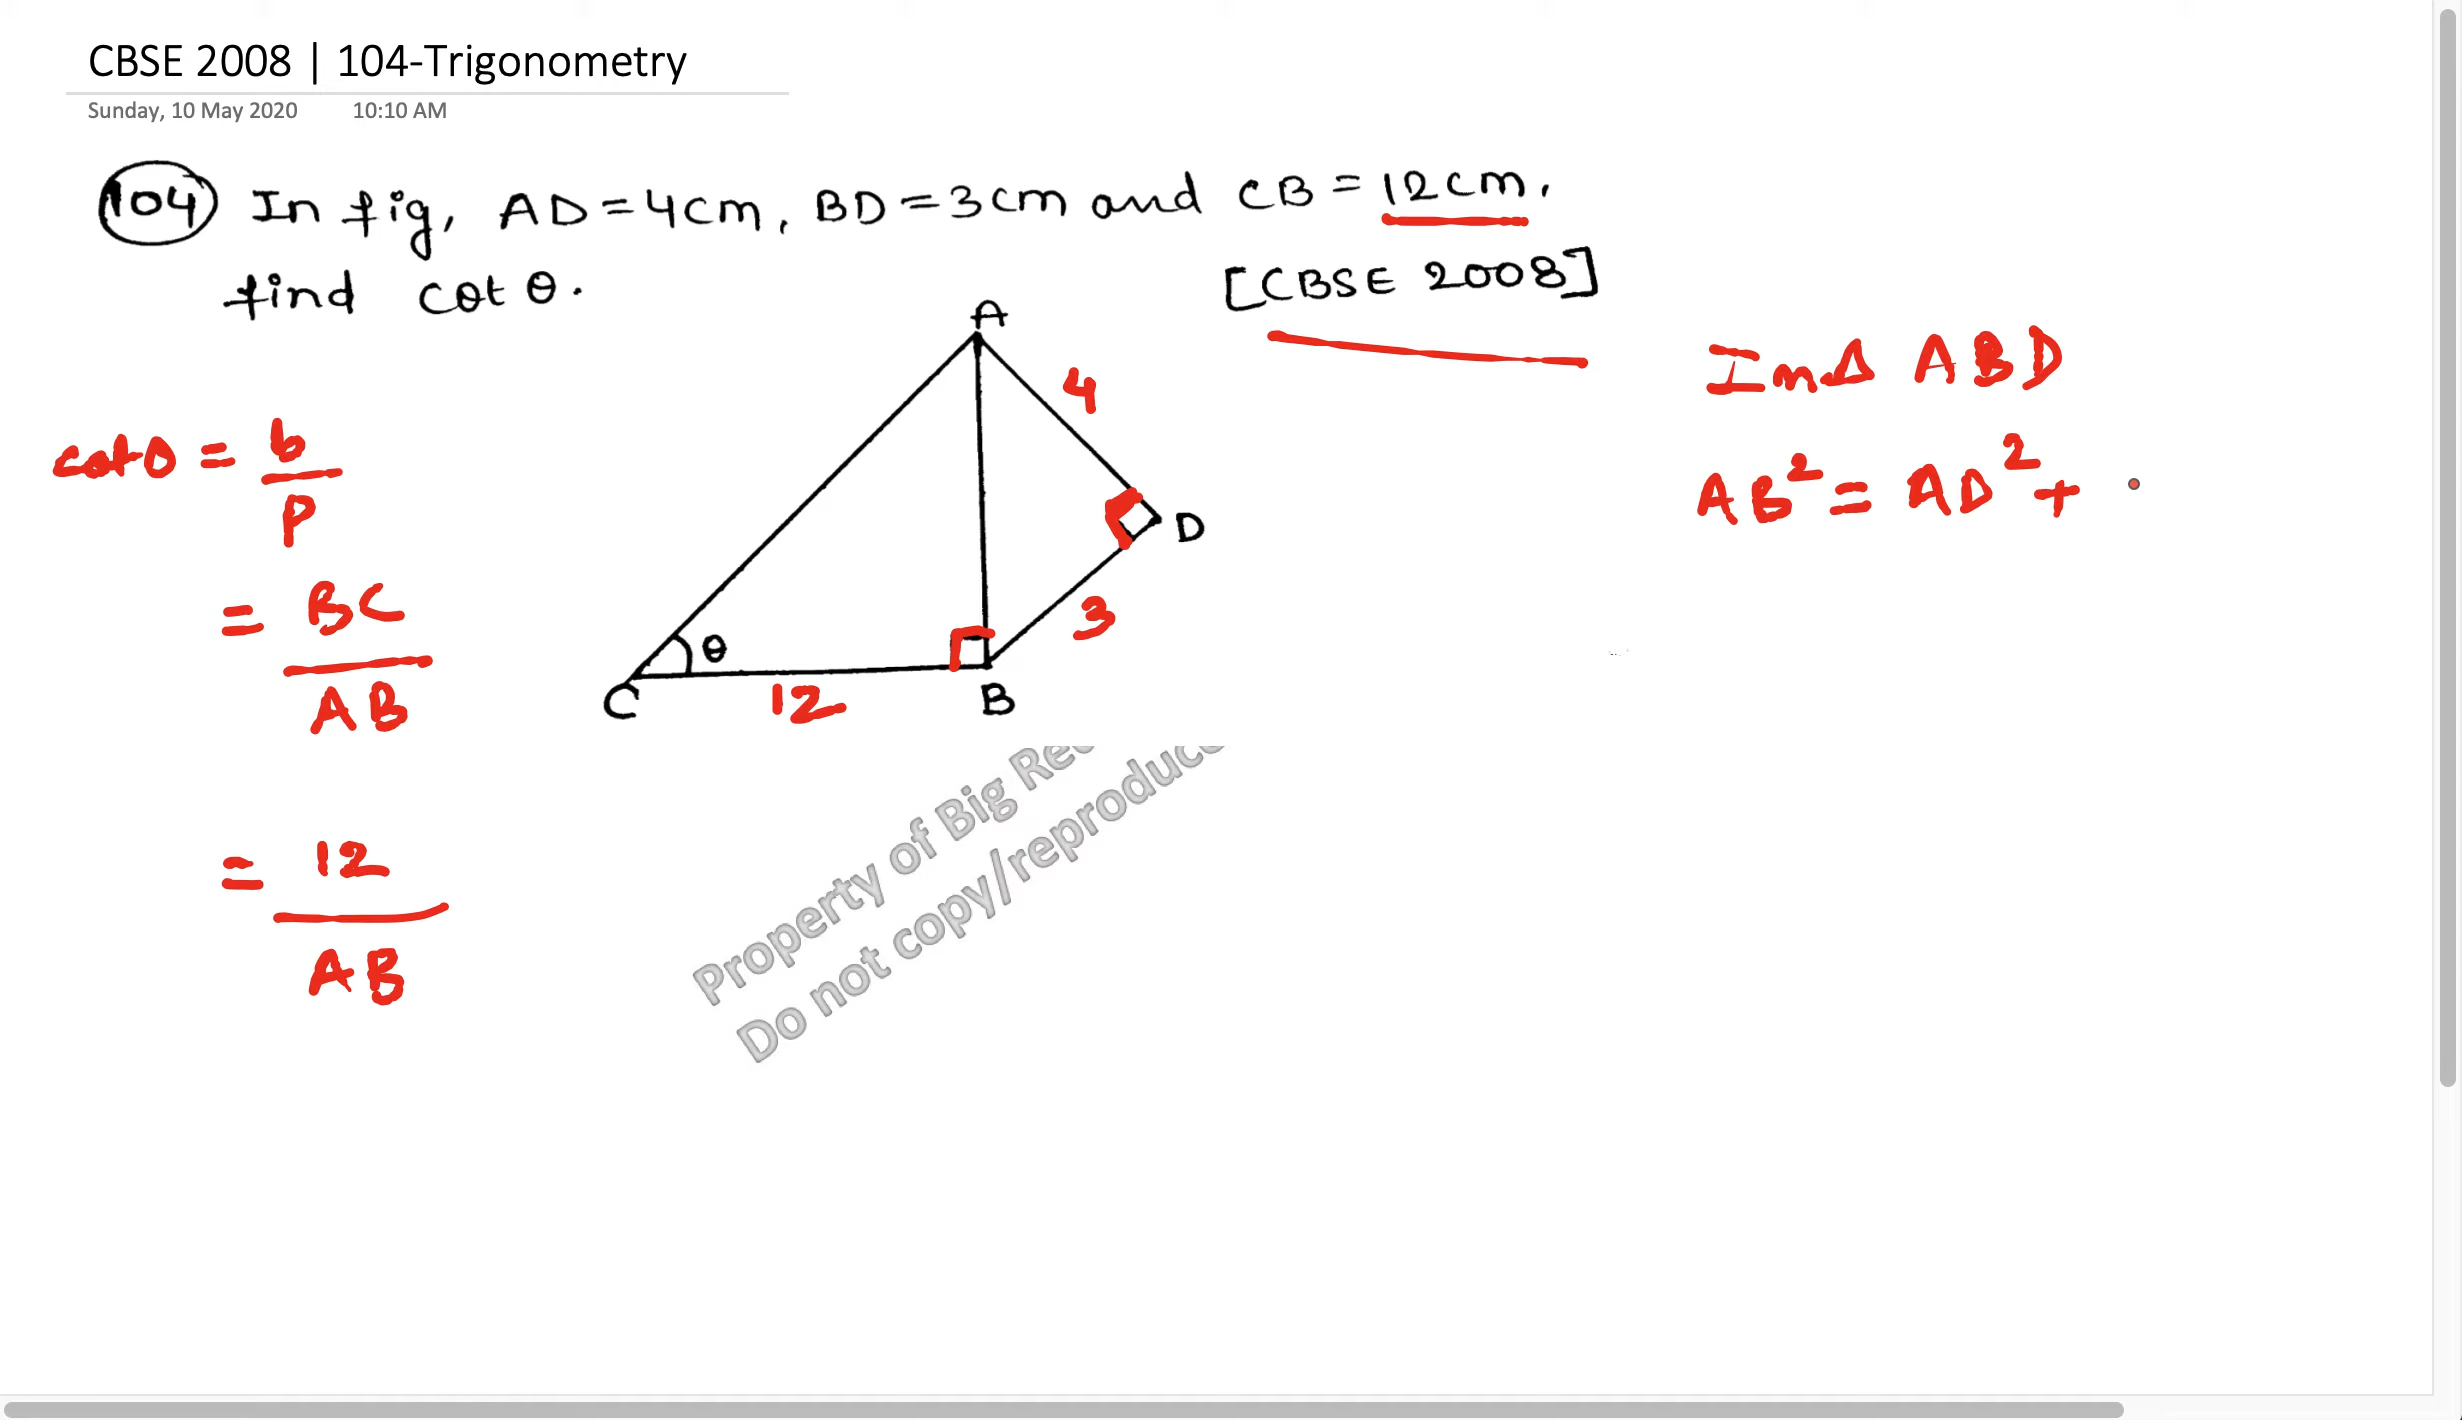 CBSE 2008 | 104-Trigonometry
Sunday, 10 May 2020 10:10 AM
104 In fig, AD=4cm, BD=3cm and CB=12cm,
find cot θ.
[CBSE 2008]
A
4
D
3
θ
C
12
B
cot θ = b/p
= BC/AB
= 12/AB
In Δ ABD
AB² = AD² +
Property of Big
Do not copy/reproduce